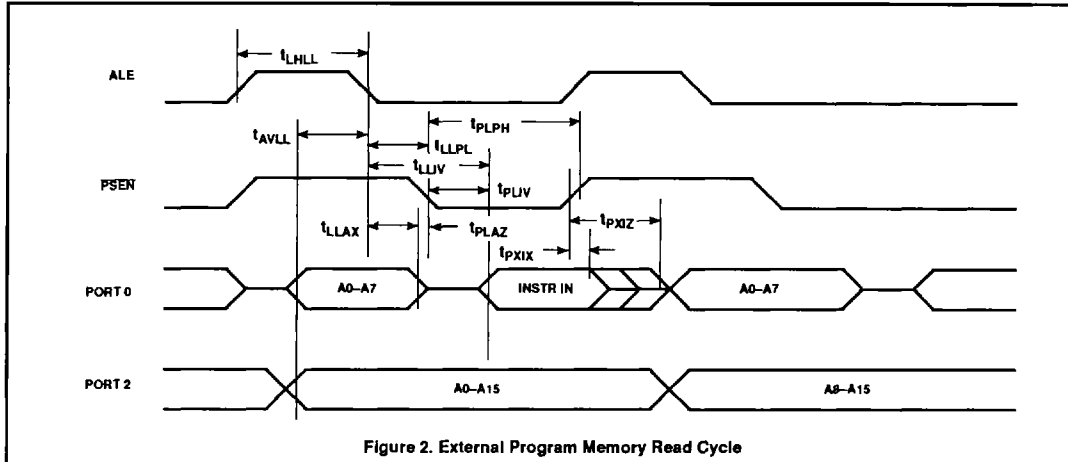 ALE
tLHLL
tAVLL
tLLPL
tPLPH
tLLIV
PSEN
tPLIV
tLLAX
tPLAZ
tPXIZ
tPXIX
PORT 0
A0–A7
INSTR IN
A0–A7
PORT 2
A0–A15
A8–A15
Figure 2. External Program Memory Read Cycle